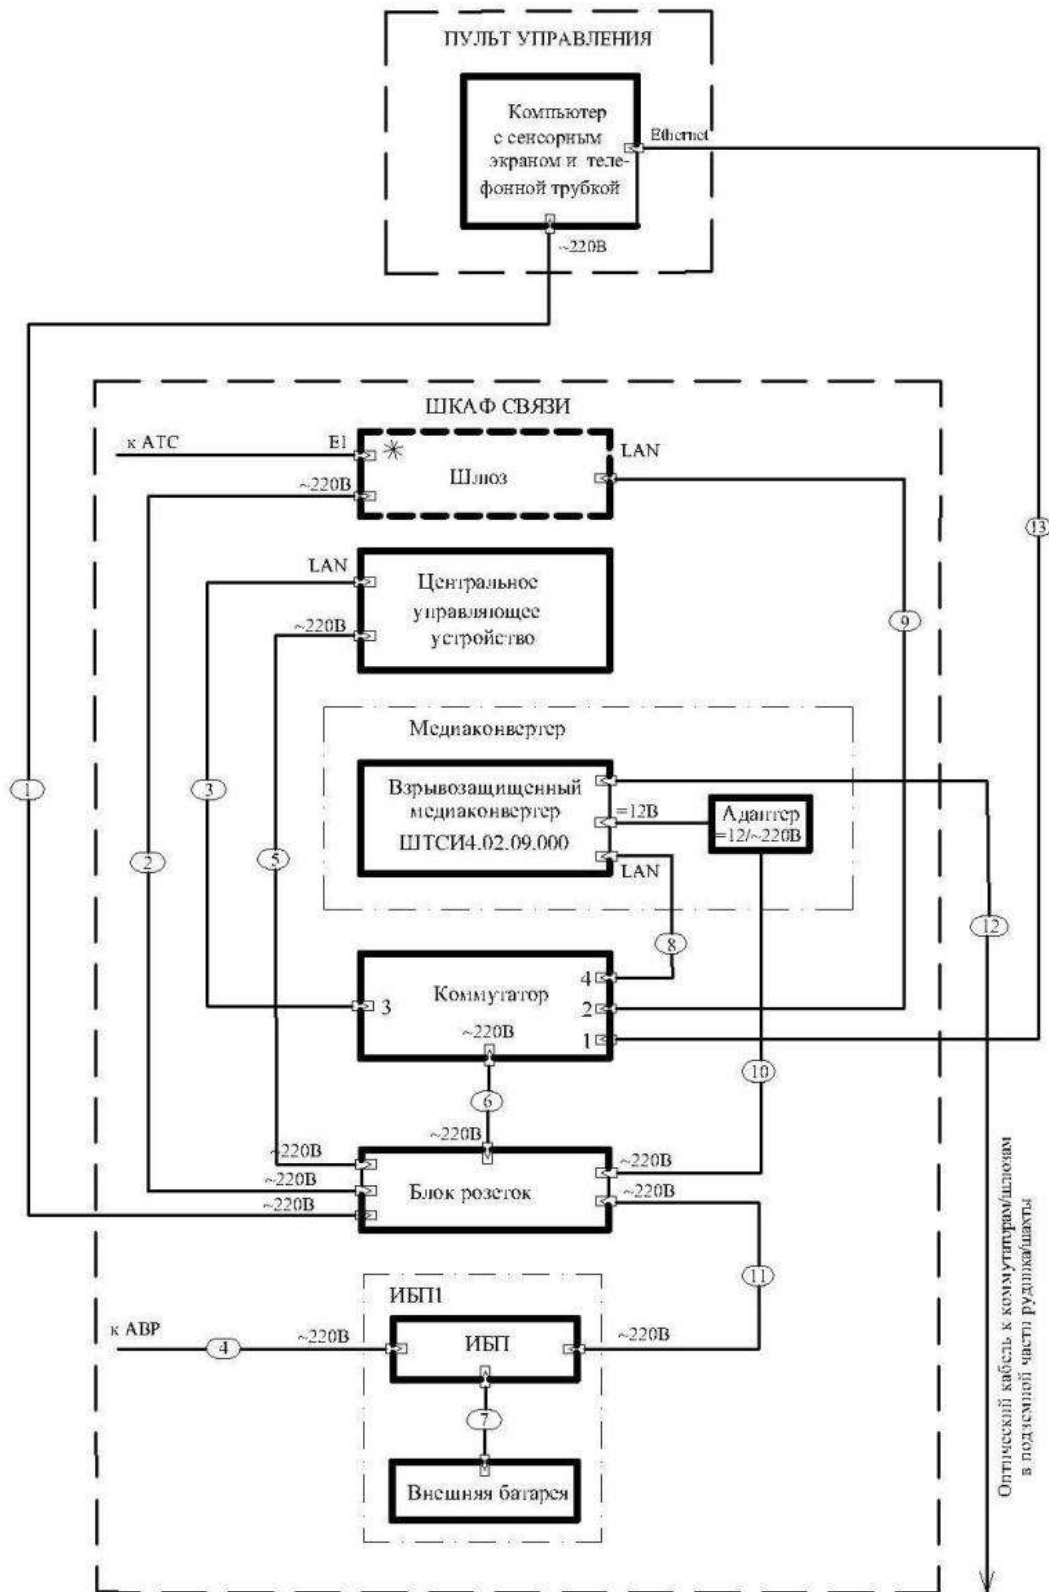 ПУЛЬТ УПРАВЛЕНИЯ
Компьютер
с сенсорным
экраном и теле-
фонной трубкой
Ethernet
~220В
ШКАФ СВЯЗИ
к АТС
E1
*
LAN
Шлюз
~220В
13
LAN
Центральное
управляющее
устройство
~220В
9
Медиаконвертер
Взрывозащищенный
медиаконвертер
ШТСИ4.02.09.000
=12В
Адаптер
=12/~220В
LAN
1
3
2
5
12
8
Коммутатор
3
4
2
1
~220В
10
6
~220В
~220В
~220В
~220В
Блок розеток
~220В
~220В
11
ИБП1
к АВР
4
~220В
ИБП
~220В
7
Внешняя батарея
Оптический кабель к коммутаторам/шлюзам
в подземной части рудника/шахты